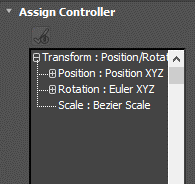 Assign Controller
Transform : Position/Rotat
Position : Position XYZ
Rotation : Euler XYZ
Scale : Bezier Scale